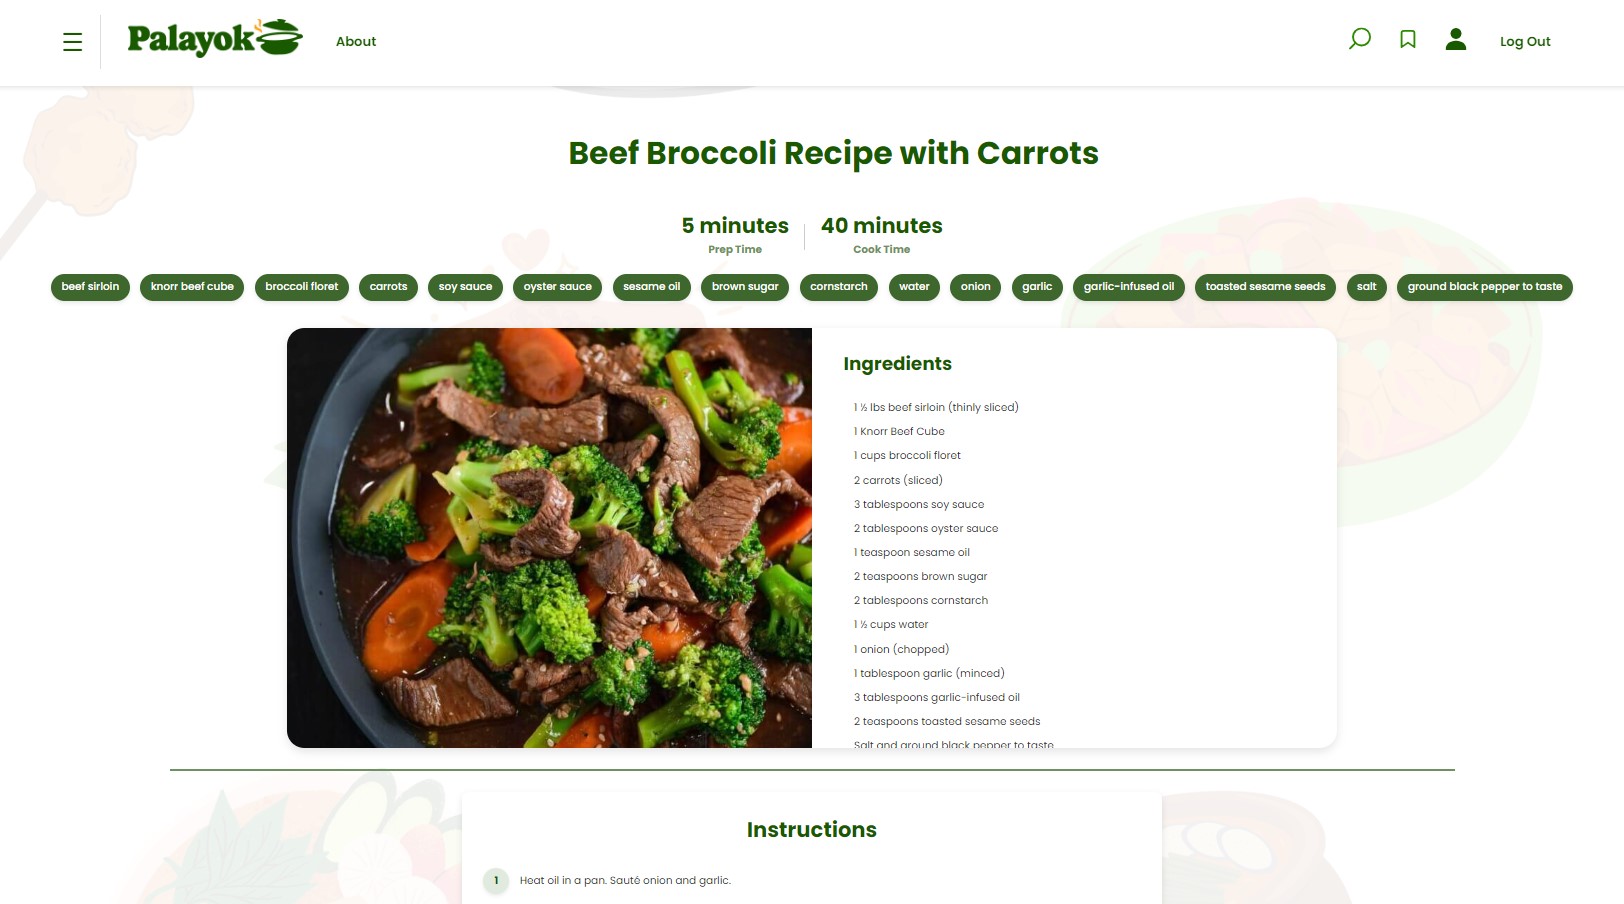 Palayok
About
Log Out
Beef Broccoli Recipe with Carrots
5 minutes
Prep Time
40 minutes
Cook Time
beef sirloin knorr beef cube broccoli floret carrots soy sauce oyster sauce sesame oil brown sugar cornstarch water onion garlic garlic-infused oil toasted sesame seeds salt ground black pepper to taste
Ingredients
1 ½ lbs beef sirloin (thinly sliced)
1 Knorr Beef Cube
1 cups broccoli floret
2 carrots (sliced)
3 tablespoons soy sauce
2 tablespoons oyster sauce
1 teaspoon sesame oil
2 teaspoons brown sugar
2 tablespoons cornstarch
1 ½ cups water
1 onion (chopped)
1 tablespoon garlic (minced)
3 tablespoons garlic-infused oil
2 teaspoons toasted sesame seeds
Salt and ground black pepper to taste
Instructions
1 Heat oil in a pan. Sauté onion and garlic.